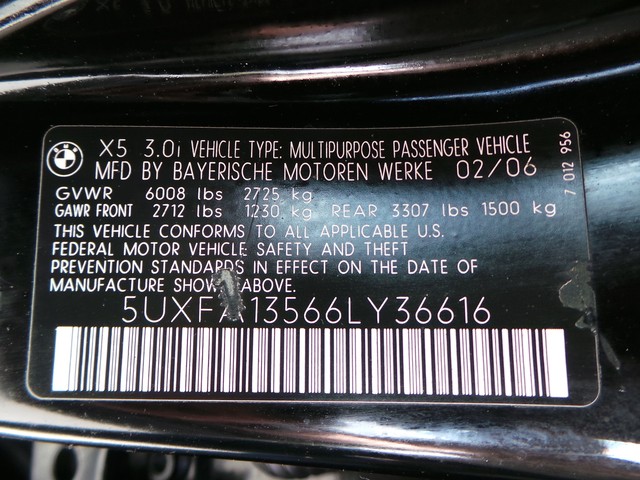 BMW
X5 3.0i VEHICLE TYPE: MULTIPURPOSE PASSENGER VEHICLE
MFD BY BAYERISCHE MOTOREN WERKE 02/06
GVWR 6008 lbs 2725 kg
GAWR FRONT 2712 lbs 1230 kg REAR 3307 lbs 1500 kg
THIS VEHICLE CONFORMS TO ALL APPLICABLE U.S.
FEDERAL MOTOR VEHICLE SAFETY AND THEFT
PREVENTION STANDARDS IN EFFECT ON THE DATE OF
MANUFACTURE SHOWN ABOVE.
5UXFA13566LY36616
7 012 956